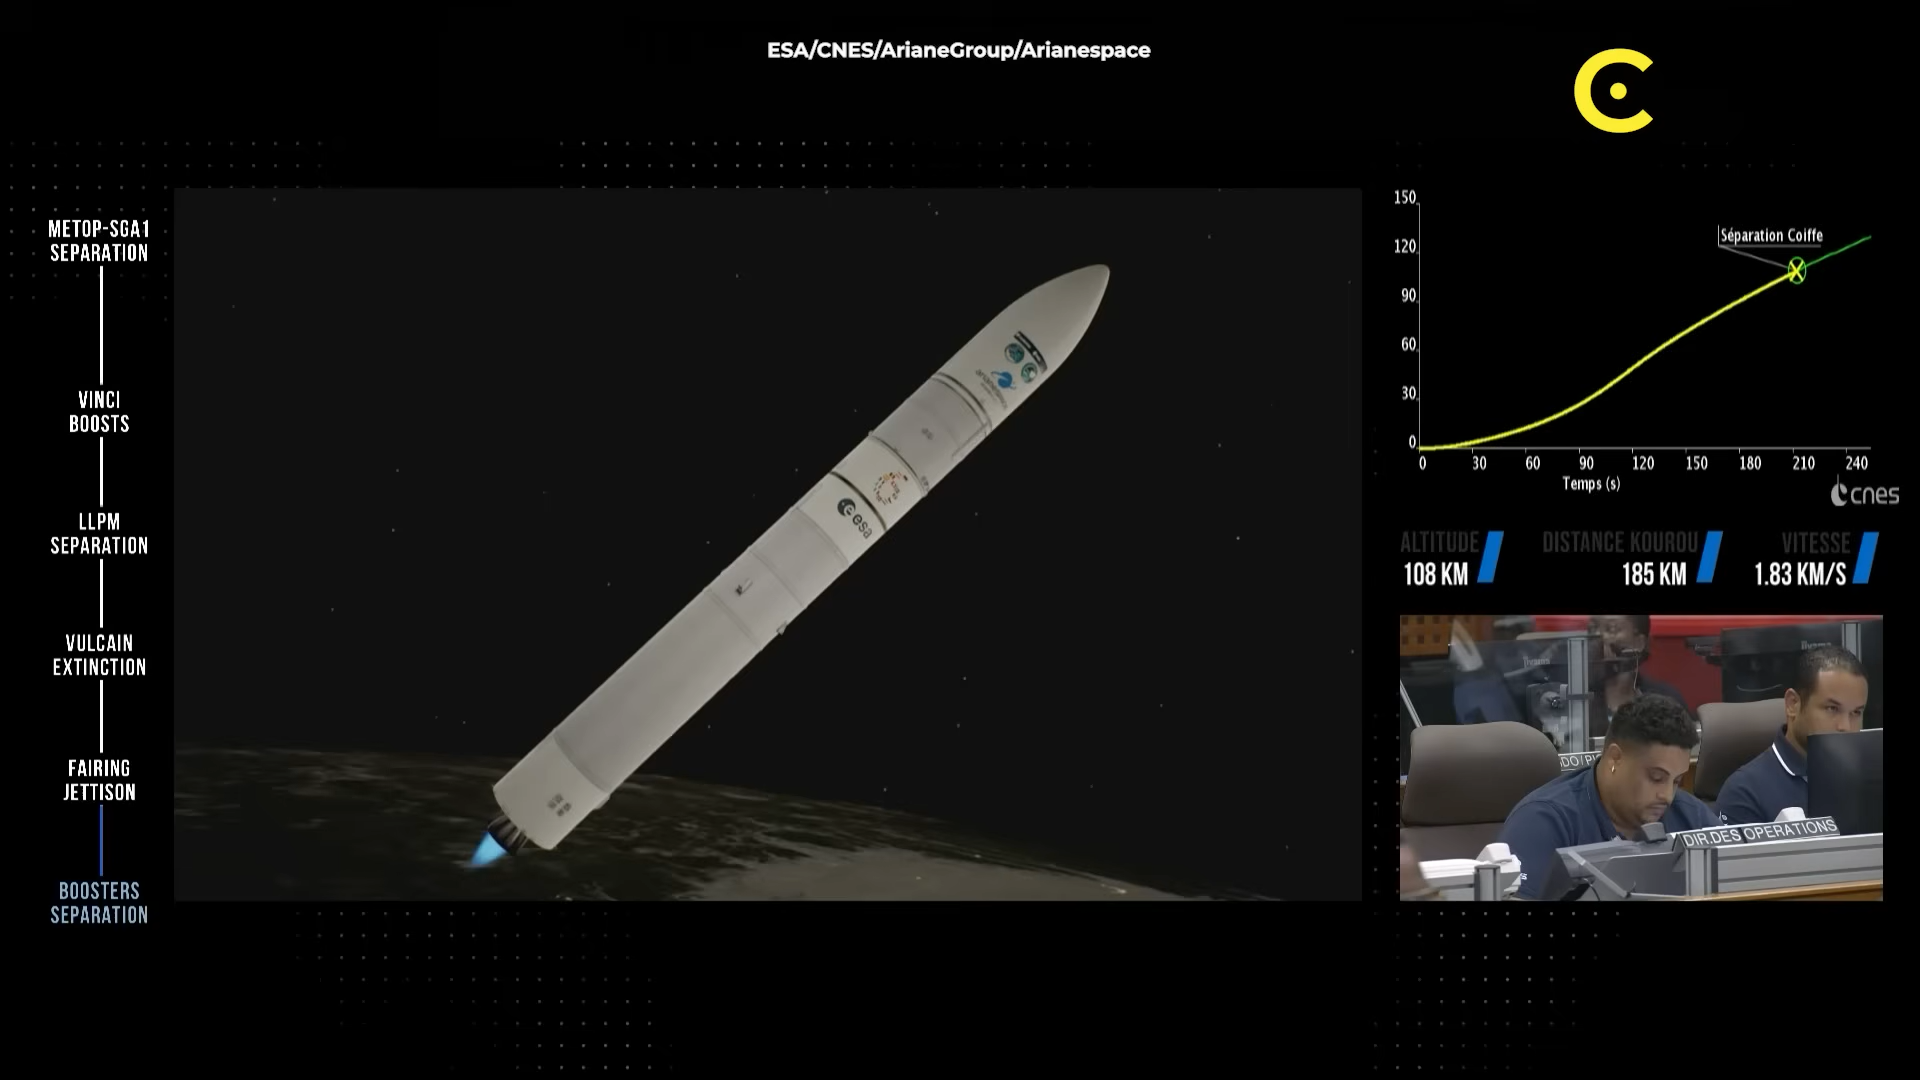 ESA/CNES/ArianeGroup/Arianespace
METOP-SGA1
SEPARATION
VINCI
BOOSTS
LLPM
SEPARATION
VULCAIN
EXTINCTION
FAIRING
JETTISON
BOOSTERS
SEPARATION
arianespace
esa
150
120
90
60
30
0
Séparation Coiffe
0 30 60 90 120 150 180 210 240
Temps (s)
cnes
ALTITUDE
108 KM
DISTANCE KOUROU
185 KM
VITESSE
1.83 KM/S
DIR.DES OPERATIONS